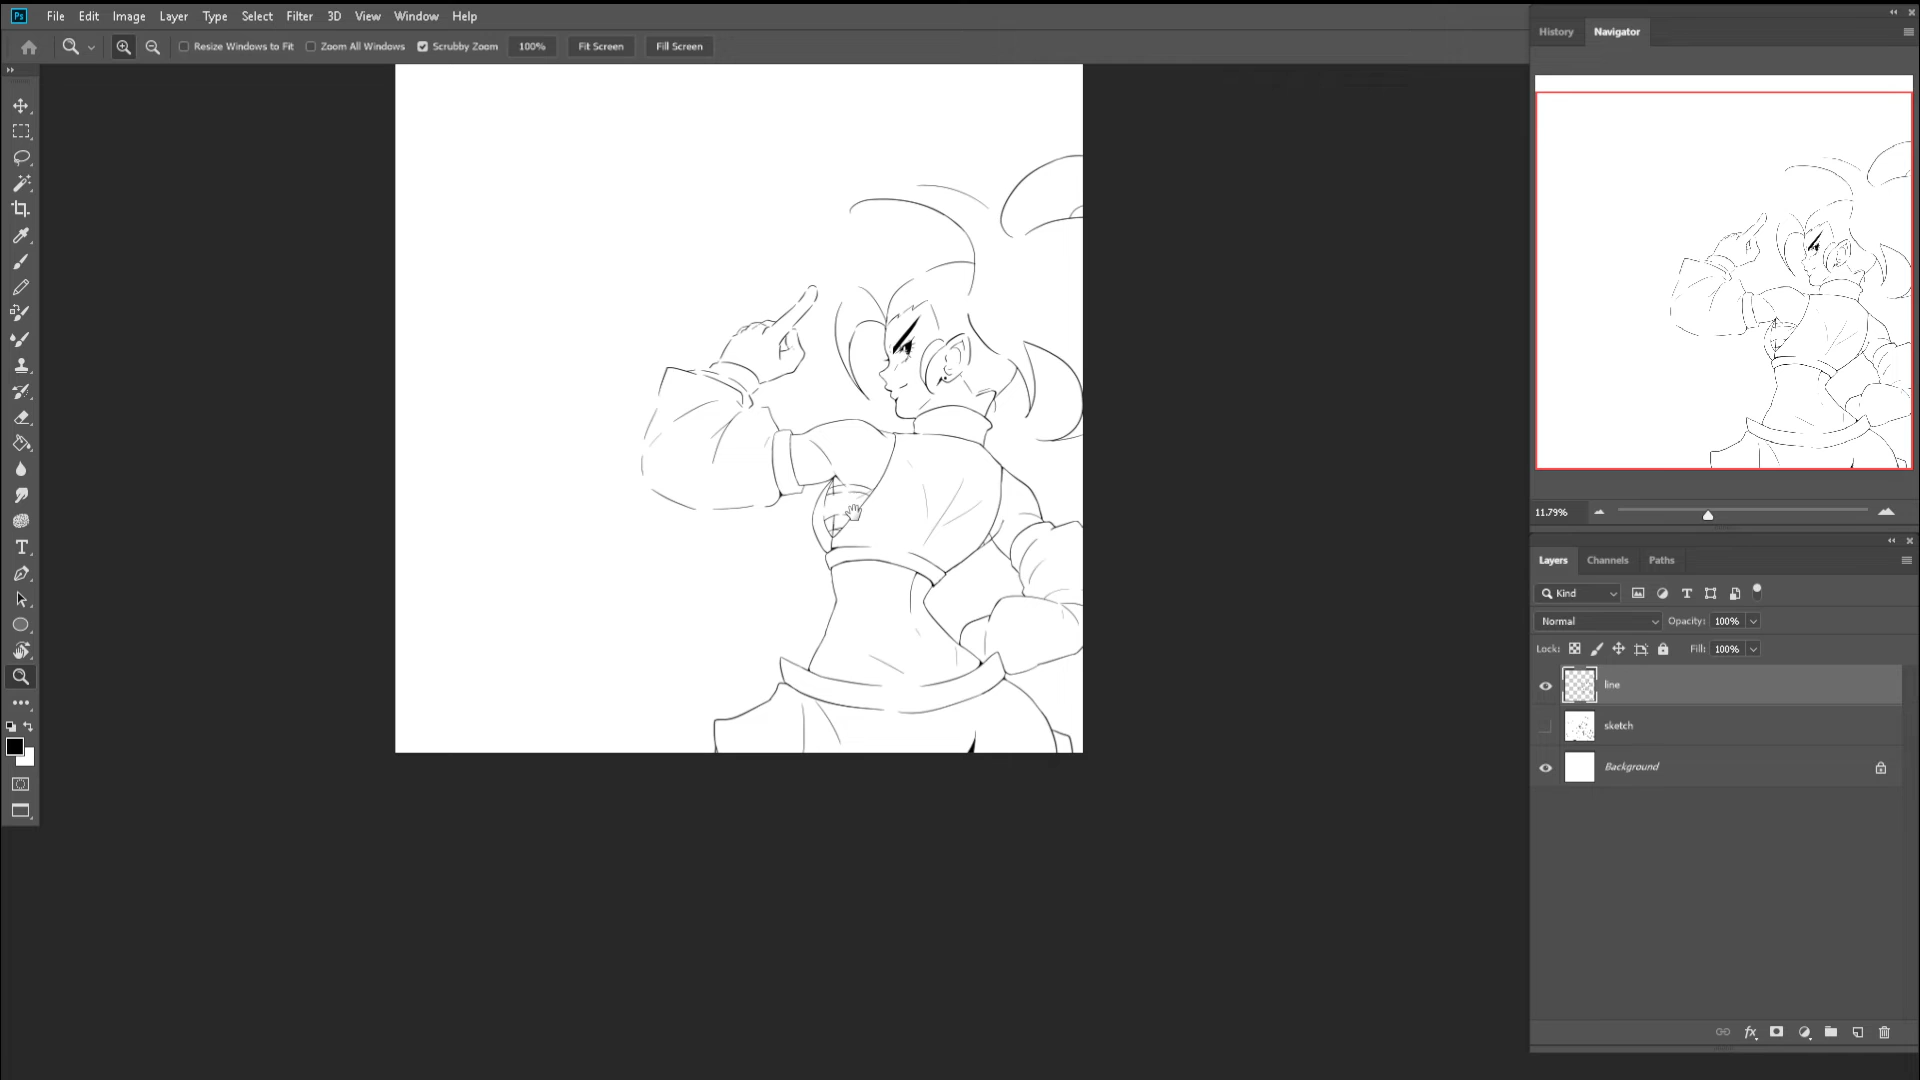 Ps File Edit Image Layer Type Select Filter 3D View Window Help
Resize Windows to Fit Zoom All Windows Scrubby Zoom 100% Fit Screen Fill Screen
History Navigator
11.79%
Layers Channels Paths
Kind
Normal Opacity: 100%
Lock: Fill: 100%
line
sketch
Background